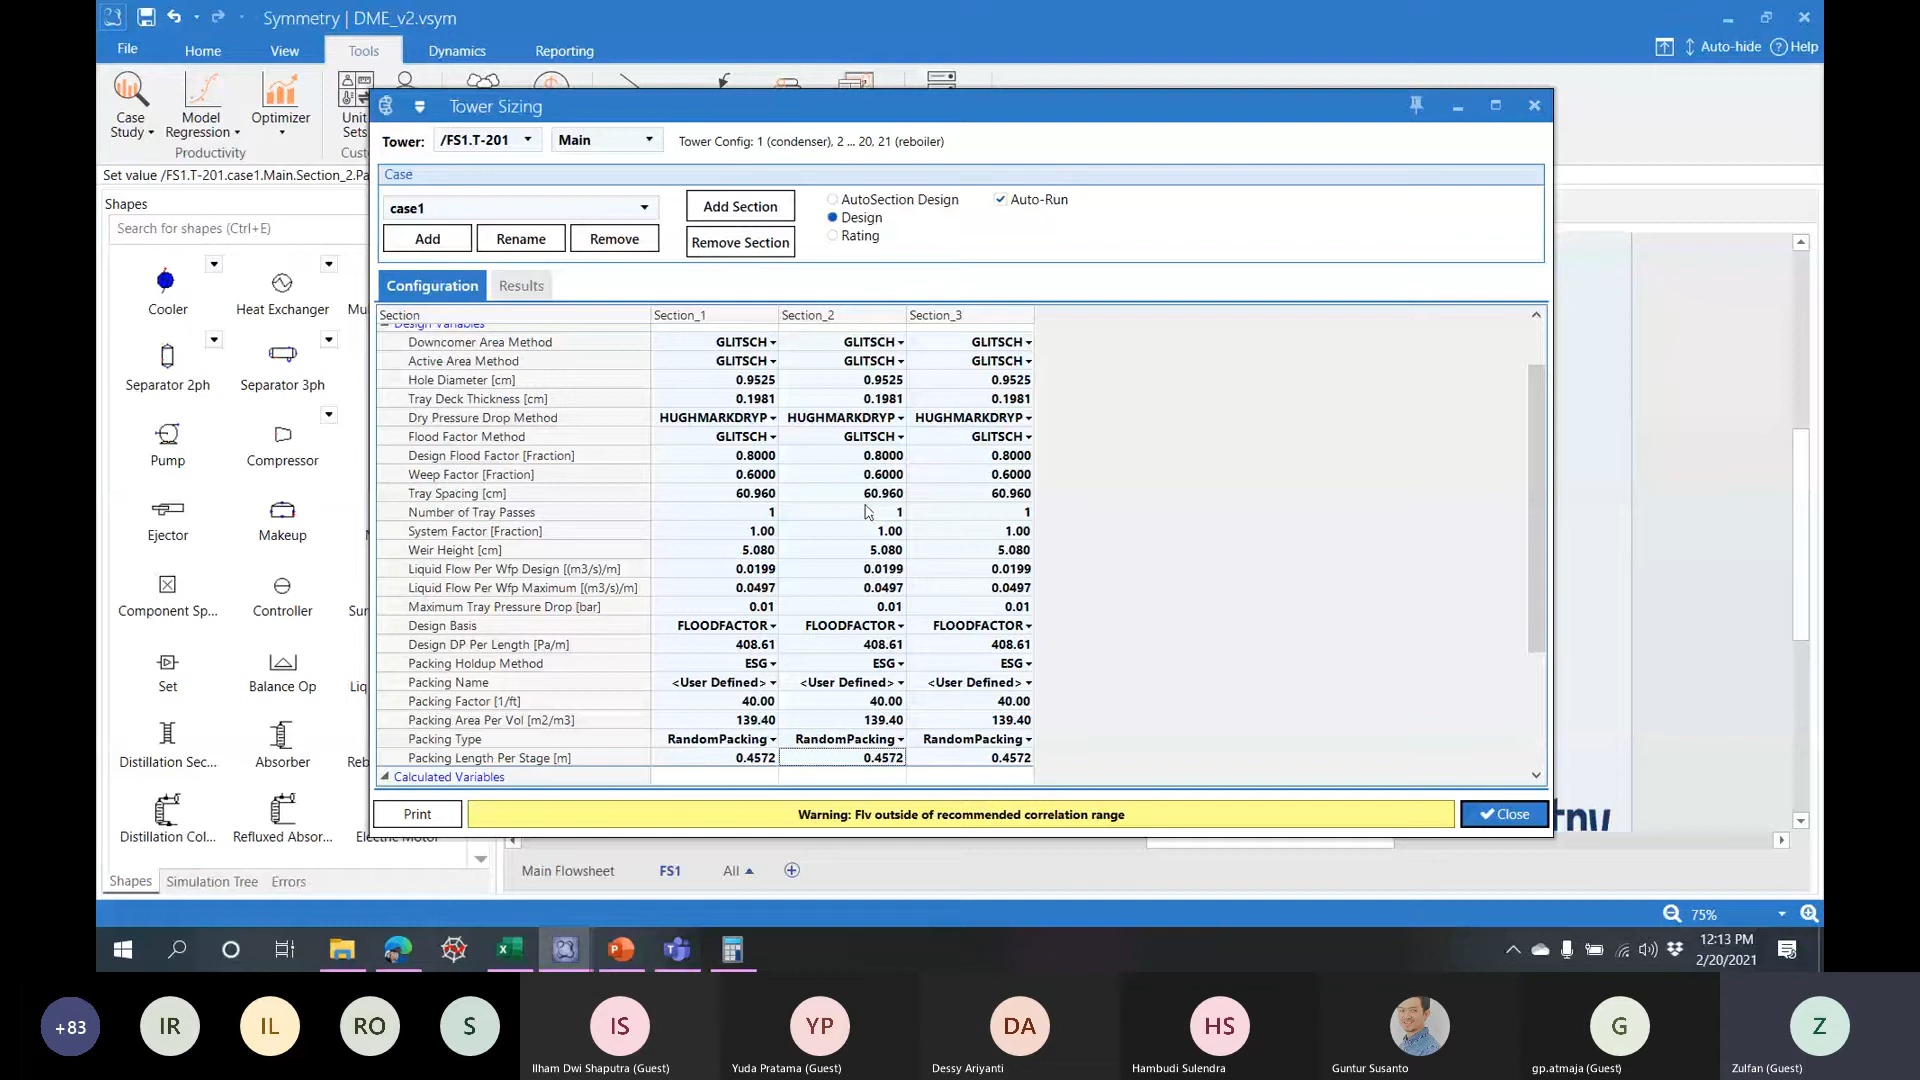 Symmetry | DME_v2.vsym
File Home View Tools Dynamics Reporting
Auto-hide Help
Case Study Model Regression Optimizer
Productivity
Set value /FS1.T-201.case1.Main.Section_2.Pa
Shapes
Search for shapes (Ctrl+E)
Cooler Heat Exchanger
Separator 2ph Separator 3ph
Pump Compressor
Ejector Makeup
Component Sp... Controller
Set Balance Op
Distillation Sec... Absorber
Distillation Col... Refluxed Absor... Electric Motor
Shapes Simulation Tree Errors
Tower Sizing
Tower: /FS1.T-201 Main Tower Config: 1 (condenser), 2 ... 20, 21 (reboiler)
Case
case1
Add Rename Remove
Add Section
Remove Section
AutoSection Design
Design
Rating
Auto-Run
Configuration Results
Section Section_1 Section_2 Section_3
Design Variables
Downcomer Area Method GLITSCH GLITSCH GLITSCH
Active Area Method GLITSCH GLITSCH GLITSCH
Hole Diameter [cm] 0.9525 0.9525 0.9525
Tray Deck Thickness [cm] 0.1981 0.1981 0.1981
Dry Pressure Drop Method HUGHMARKDRYP HUGHMARKDRYP HUGHMARKDRYP
Flood Factor Method GLITSCH GLITSCH GLITSCH
Design Flood Factor [Fraction] 0.8000 0.8000 0.8000
Weep Factor [Fraction] 0.6000 0.6000 0.6000
Tray Spacing [cm] 60.960 60.960 60.960
Number of Tray Passes 1 1 1
System Factor [Fraction] 1.00 1.00 1.00
Weir Height [cm] 5.080 5.080 5.080
Liquid Flow Per Wfp Design [(m3/s)/m] 0.0199 0.0199 0.0199
Liquid Flow Per Wfp Maximum [(m3/s)/m] 0.0497 0.0497 0.0497
Maximum Tray Pressure Drop [bar] 0.01 0.01 0.01
Design Basis FLOODFACTOR FLOODFACTOR FLOODFACTOR
Design DP Per Length [Pa/m] 408.61 408.61 408.61
Packing Holdup Method ESG ESG ESG
Packing Name <User Defined> <User Defined> <User Defined>
Packing Factor [1/ft] 40.00 40.00 40.00
Packing Area Per Vol [m2/m3] 139.40 139.40 139.40
Packing Type RandomPacking RandomPacking RandomPacking
Packing Length Per Stage [m] 0.4572 0.4572 0.4572
Calculated Variables
Print Warning: Flv outside of recommended correlation range Close
Main Flowsheet FS1 All
75%
12:13 PM
2/20/2021
+83 IR IL RO S IS YP DA HS G Z
Ilham Dwi Shaputra (Guest) Yuda Pratama (Guest) Dessy Ariyanti Hambudi Sulendra Guntur Susanto gp.atmaja (Guest) Zulfan (Guest)